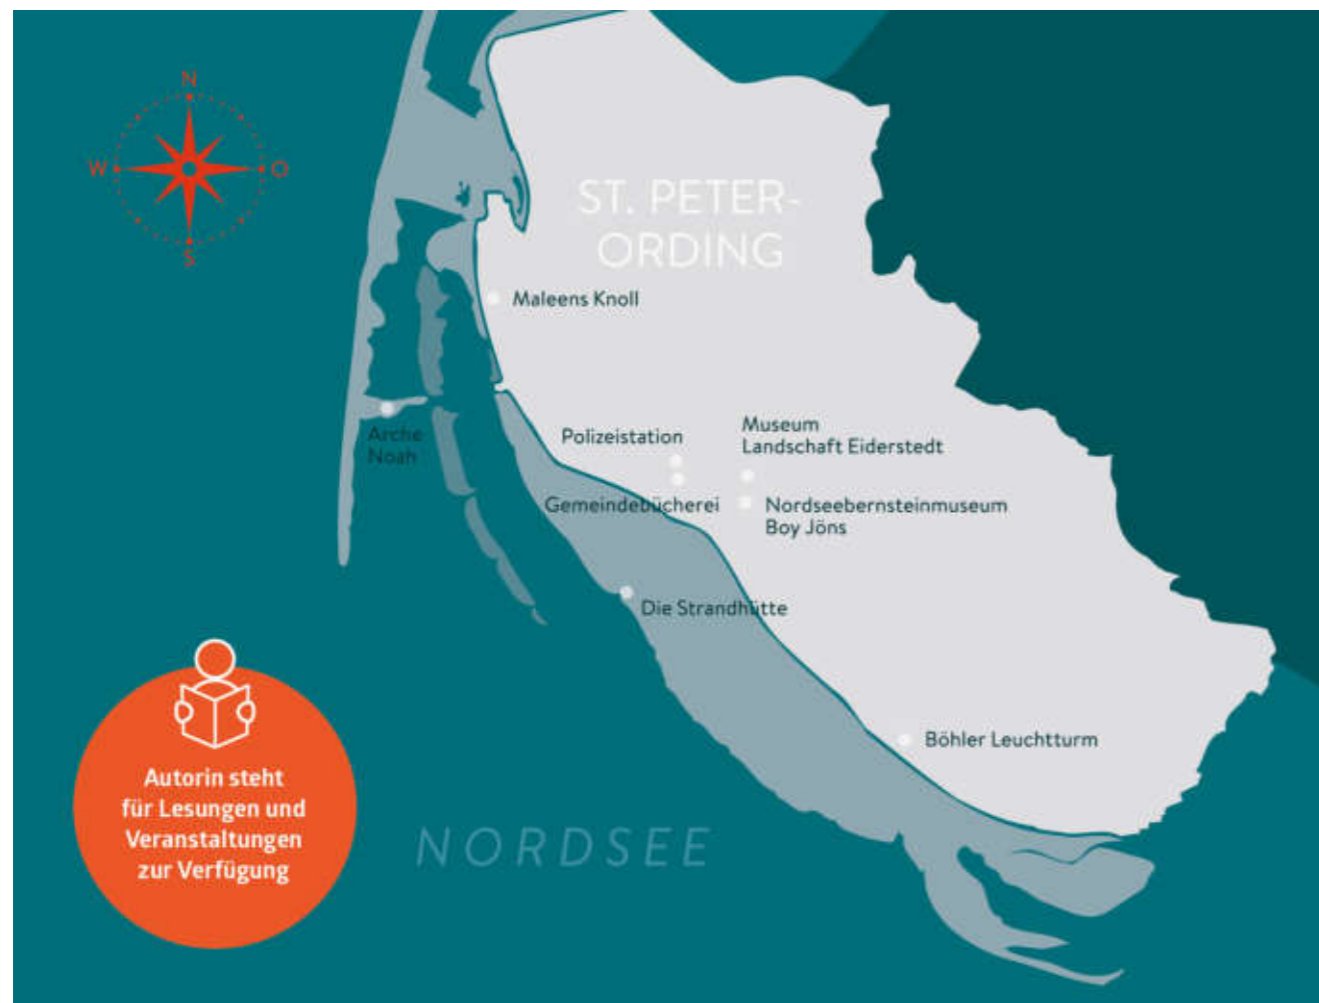 N
W
O
S
ST. PETER-
ORDING
Maleens Knoll
Arche
Noah
Polizeistation
Museum
Landschaft Eiderstedt
Gemeindebücherei
Nordseebernsteinmuseum
Boy Jöns
Die Strandhütte
Böhler Leuchtturm
NORDSEE
Autorin steht
für Lesungen und
Veranstaltungen
zur Verfügung